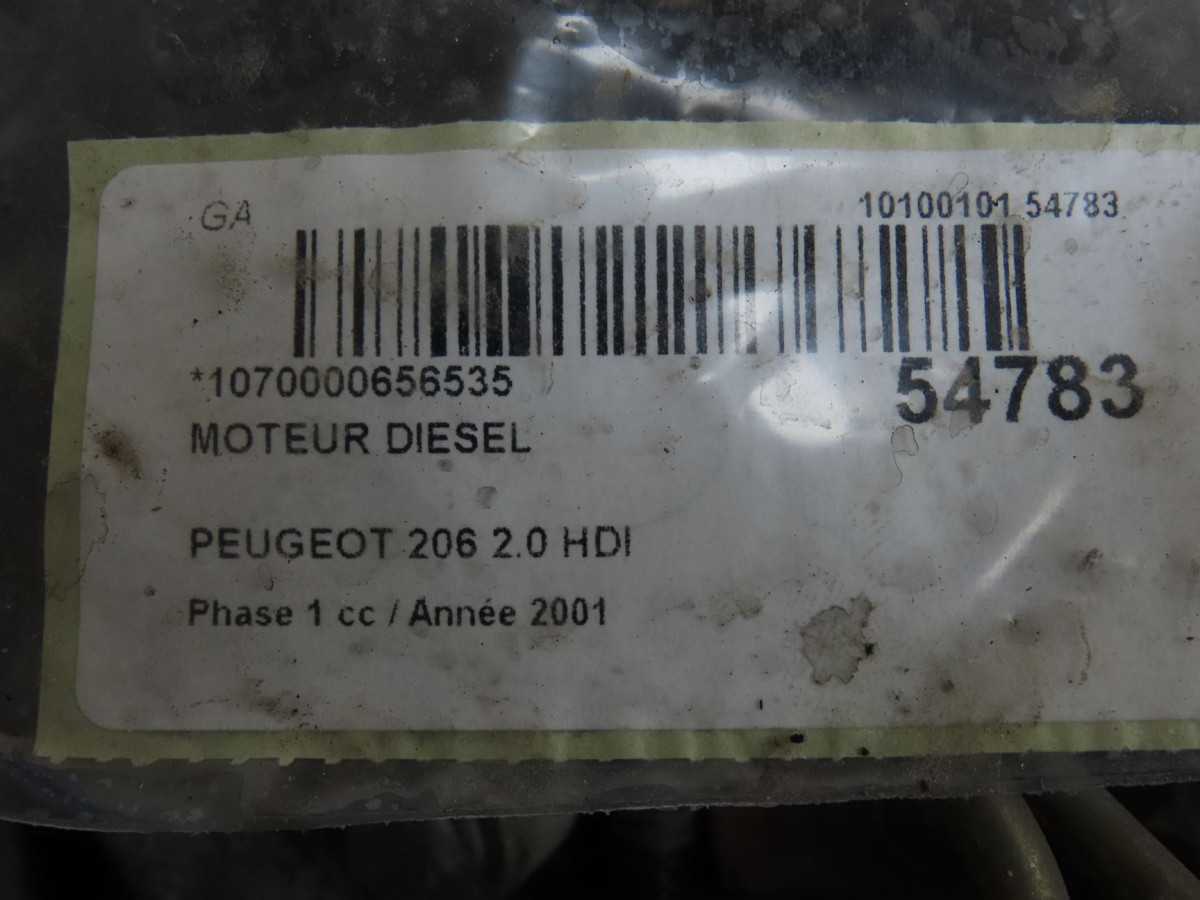 GA
10100101 54783
*1070000656535
54783
MOTEUR DIESEL
PEUGEOT 206 2.0 HDI
Phase 1 cc / Année 2001